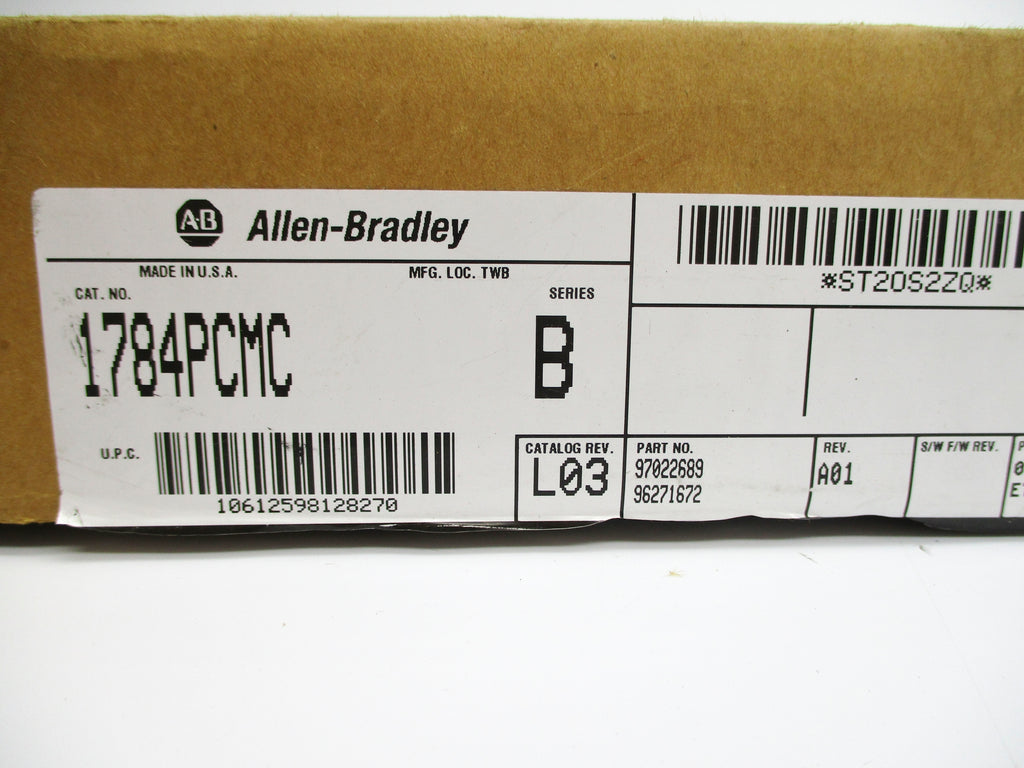 AB Allen-Bradley
MADE IN U.S.A. MFG. LOC. TWB
CAT. NO. SERIES
1784PCMC B
U.P.C.
10612598128270
CATALOG REV.
L03
*ST20S2ZQ*
PART NO.
97022689
96271672
REV.
A01
S/W F/W REV.